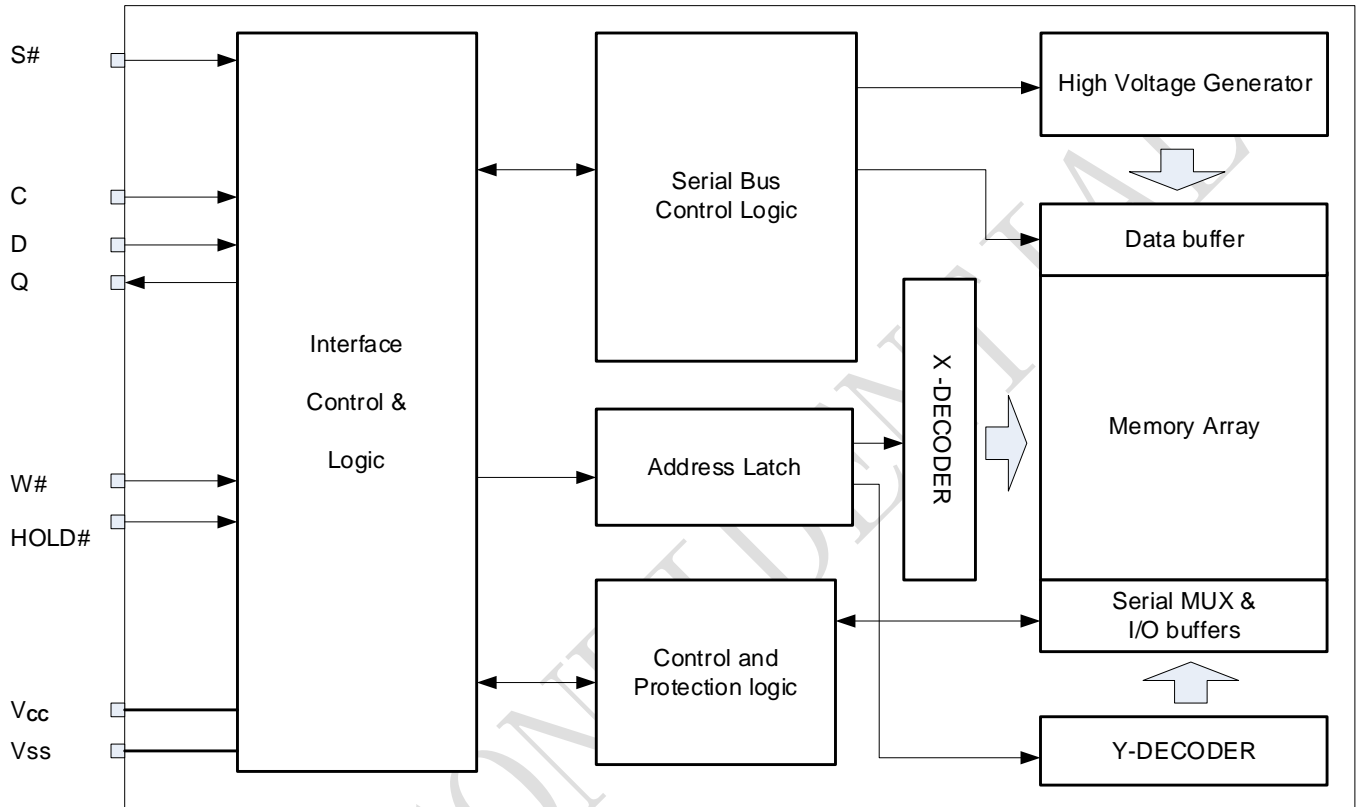 S#
C
D
Q
W#
HOLD#
Vcc
Vss
Interface
Control &
Logic
Serial Bus
Control Logic
Address Latch
Control and
Protection logic
X -DECODER
High Voltage Generator
Data buffer
Memory Array
Serial MUX &
I/O buffers
Y-DECODER
CONFIDENTIAL